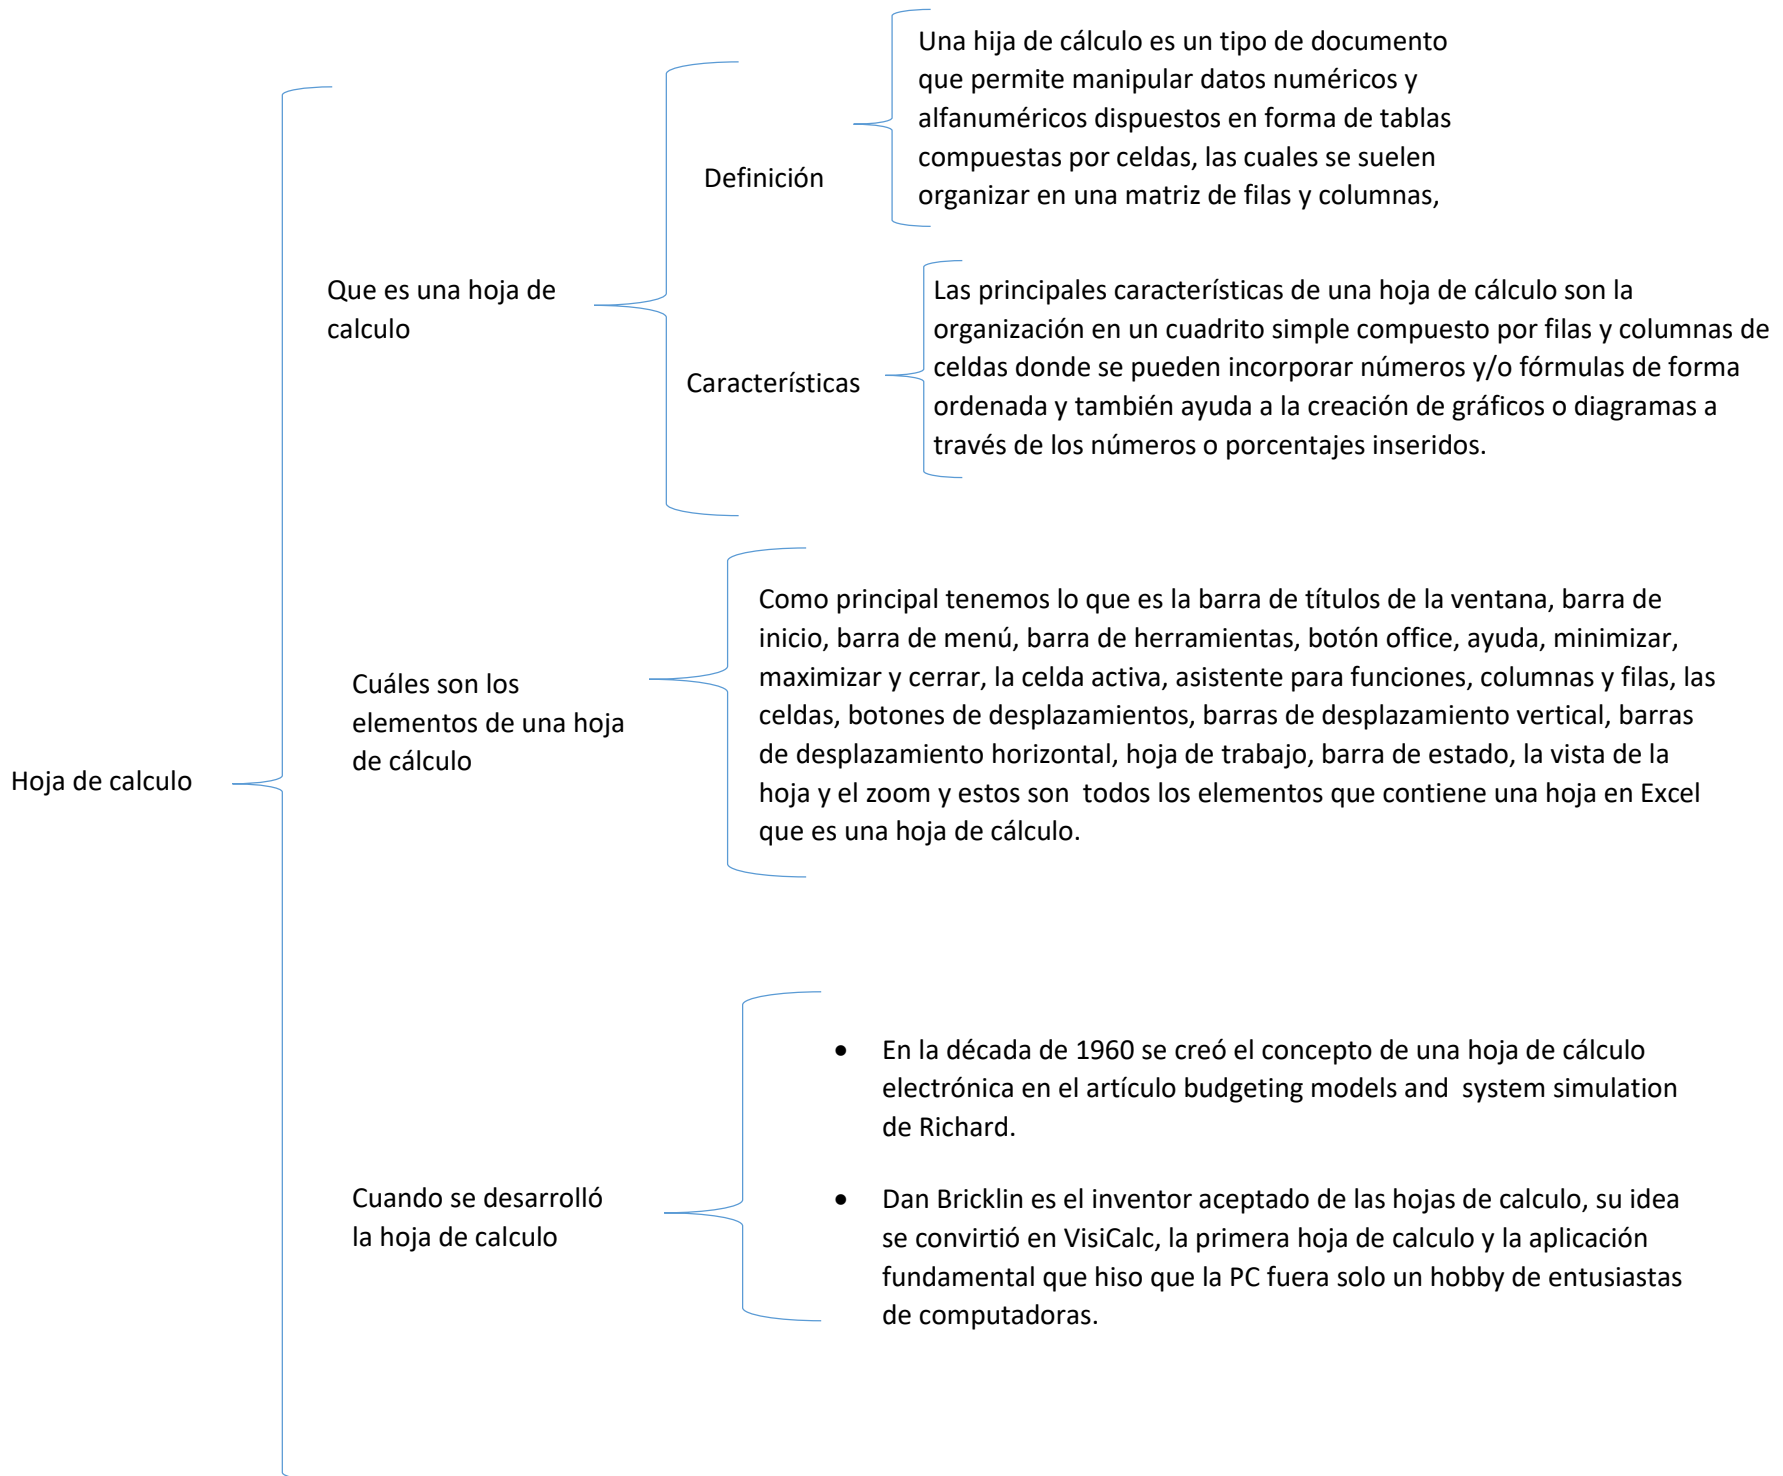 Hoja de calculo
Que es una hoja de
calculo
Definición
Una hija de cálculo es un tipo de documento
que permite manipular datos numéricos y
alfanuméricos dispuestos en forma de tablas
compuestas por celdas, las cuales se suelen
organizar en una matriz de filas y columnas,
Características
Las principales características de una hoja de cálculo son la
organización en un cuadrito simple compuesto por filas y columnas de
celdas donde se pueden incorporar números y/o fórmulas de forma
ordenada y también ayuda a la creación de gráficos o diagramas a
través de los números o porcentajes inseridos.
Cuáles son los
elementos de una hoja
de cálculo
Como principal tenemos lo que es la barra de títulos de la ventana, barra de
inicio, barra de menú, barra de herramientas, botón office, ayuda, minimizar,
maximizar y cerrar, la celda activa, asistente para funciones, columnas y filas, las
celdas, botones de desplazamientos, barras de desplazamiento vertical, barras
de desplazamiento horizontal, hoja de trabajo, barra de estado, la vista de la
hoja y el zoom y estos son  todos los elementos que contiene una hoja en Excel
que es una hoja de cálculo.
Cuando se desarrolló
la hoja de calculo
• En la década de 1960 se creó el concepto de una hoja de cálculo
electrónica en el artículo budgeting models and  system simulation
de Richard.
• Dan Bricklin es el inventor aceptado de las hojas de calculo, su idea
se convirtió en VisiCalc, la primera hoja de calculo y la aplicación
fundamental que hiso que la PC fuera solo un hobby de entusiastas
de computadoras.